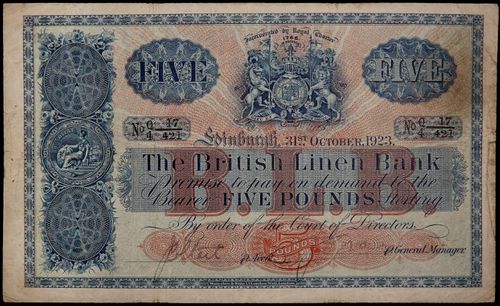 Incorporated by Royal Charter
1746.
FIVE
FIVE
No Q/4 17/421
No Q/4 17/421
Edinburgh, 31st October, 1923.
The British Linen Bank
Promise to pay on demand to the
Bearer FIVE POUNDS Sterling
B.L.B.
By order of the Court of Directors.
POUNDS
p General Manager.